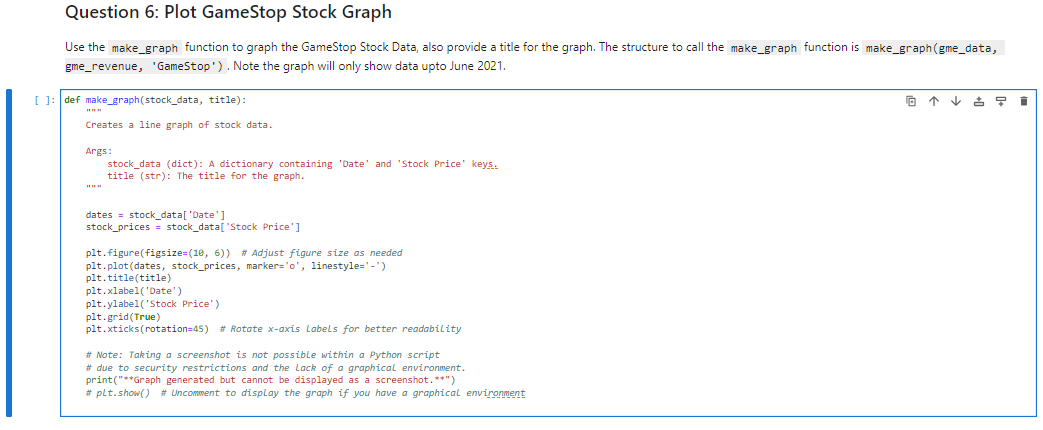 Question 6: Plot GameStop Stock Graph
Use the make_graph function to graph the GameStop Stock Data, also provide a title for the graph. The structure to call the make_graph function is make_graph(gme_data,
gme_revenue, 'GameStop') . Note the graph will only show data upto June 2021.
[ ]: def make_graph(stock_data, title):
"""
Creates a line graph of stock data.
Args:
stock_data (dict): A dictionary containing 'Date' and 'Stock Price' keys.
title (str): The title for the graph.
"""
dates = stock_data['Date']
stock_prices = stock_data['Stock Price']
plt.figure(figsize=(10, 6))  # Adjust figure size as needed
plt.plot(dates, stock_prices, marker='o', linestyle='-')
plt.title(title)
plt.xlabel('Date')
plt.ylabel('Stock Price')
plt.grid(True)
plt.xticks(rotation=45)  # Rotate x-axis labels for better readability
# Note: Taking a screenshot is not possible within a Python script
# due to security restrictions and the lack of a graphical environment.
print("**Graph generated but cannot be displayed as a screenshot.**")
# plt.show()  # Uncomment to display the graph if you have a graphical environment